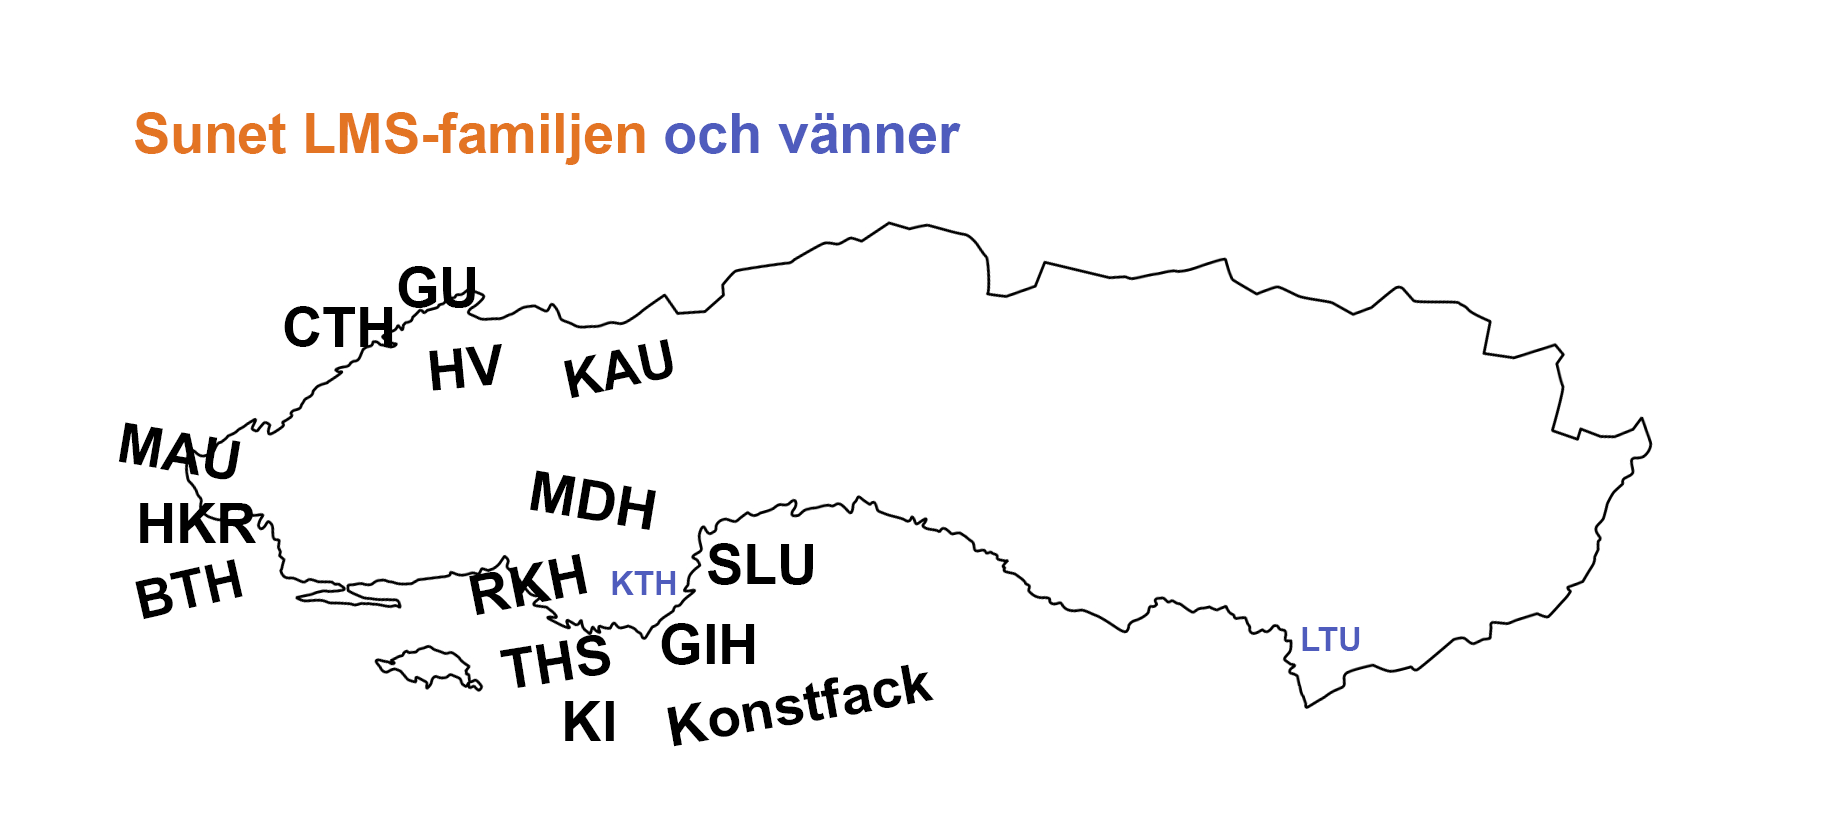 Sunet LMS-familjen och vänner
GU
CTH
HV
KAU
MAU
HKR
BTH
MDH
RKH
KTH
SLU
THS
GIH
KI
Konstfack
LTU